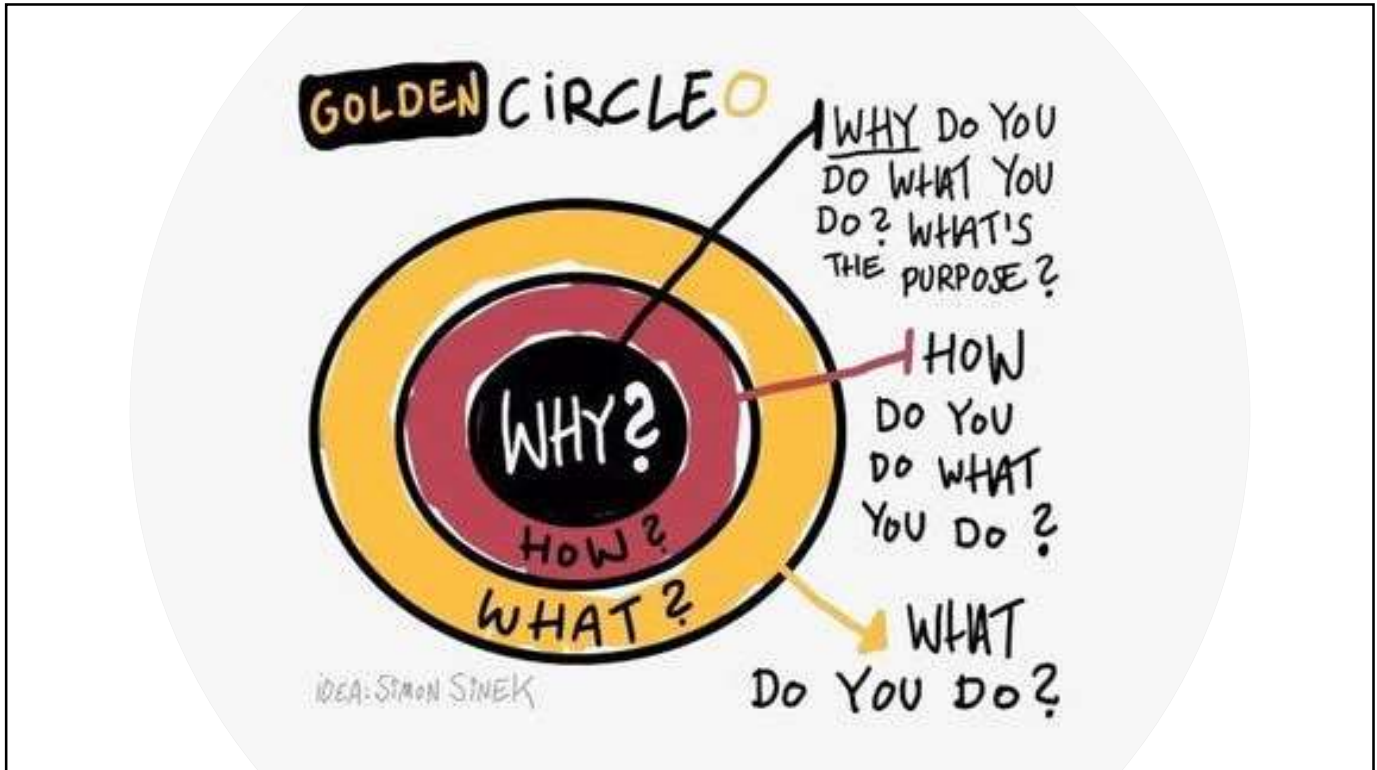 GOLDEN CiRCLE
WHY DO YOU
DO WHAT YOU
DO? WHAT'S
THE PURPOSE?
HOW
DO YOU
DO WHAT
YOU DO?
WHAT
DO YOU DO?
WHY?
HOW?
WHAT?
iDEA: SiMON SiNEK